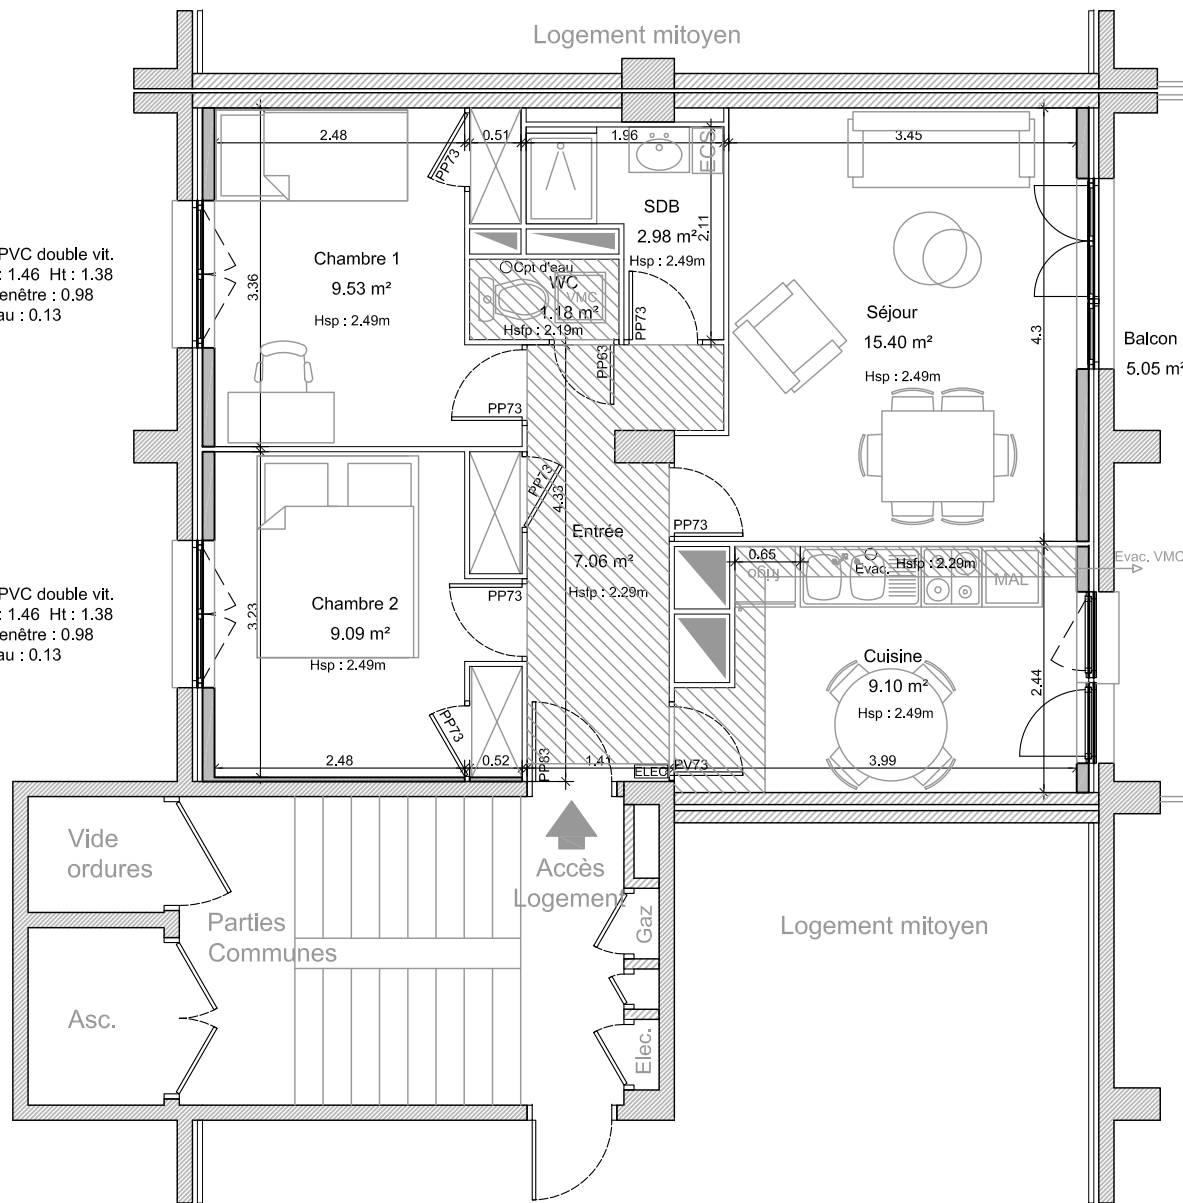 Logement mitoyen
2.48
0.51
1.96
3.45
PP73
ECS
SDB
2.98 m²
2.11
Hsp : 2.49m
PVC double vit.
: 1.46 Ht : 1.38
enêtre : 0.98
au : 0.13
Chambre 1
9.53 m²
Hsp : 2.49m
3.36
Cpt d'eau
WC
VMC
1.18 m²
Hsfp : 2.19m
PP73
PP63
Séjour
15.40 m²
Hsp : 2.49m
4.3
Balcon
5.05 m²
PP73
PP73
4.33
PP73
Entrée
7.06 m²
Hsfp : 2.29m
0.65
frigo
Evac.
Hsfp : 2.29m
MAL
Evac. VMC
PVC double vit.
: 1.46 Ht : 1.38
enêtre : 0.98
au : 0.13
3.23
Chambre 2
9.09 m²
Hsp : 2.49m
PP73
Cuisine
9.10 m²
Hsp : 2.49m
2.44
PP73
2.48
0.52
PP83
1.41
ELEC
PV73
3.99
Vide
ordures
Accès
Logement
Parties
Communes
Gaz
Logement mitoyen
Asc.
Elec.